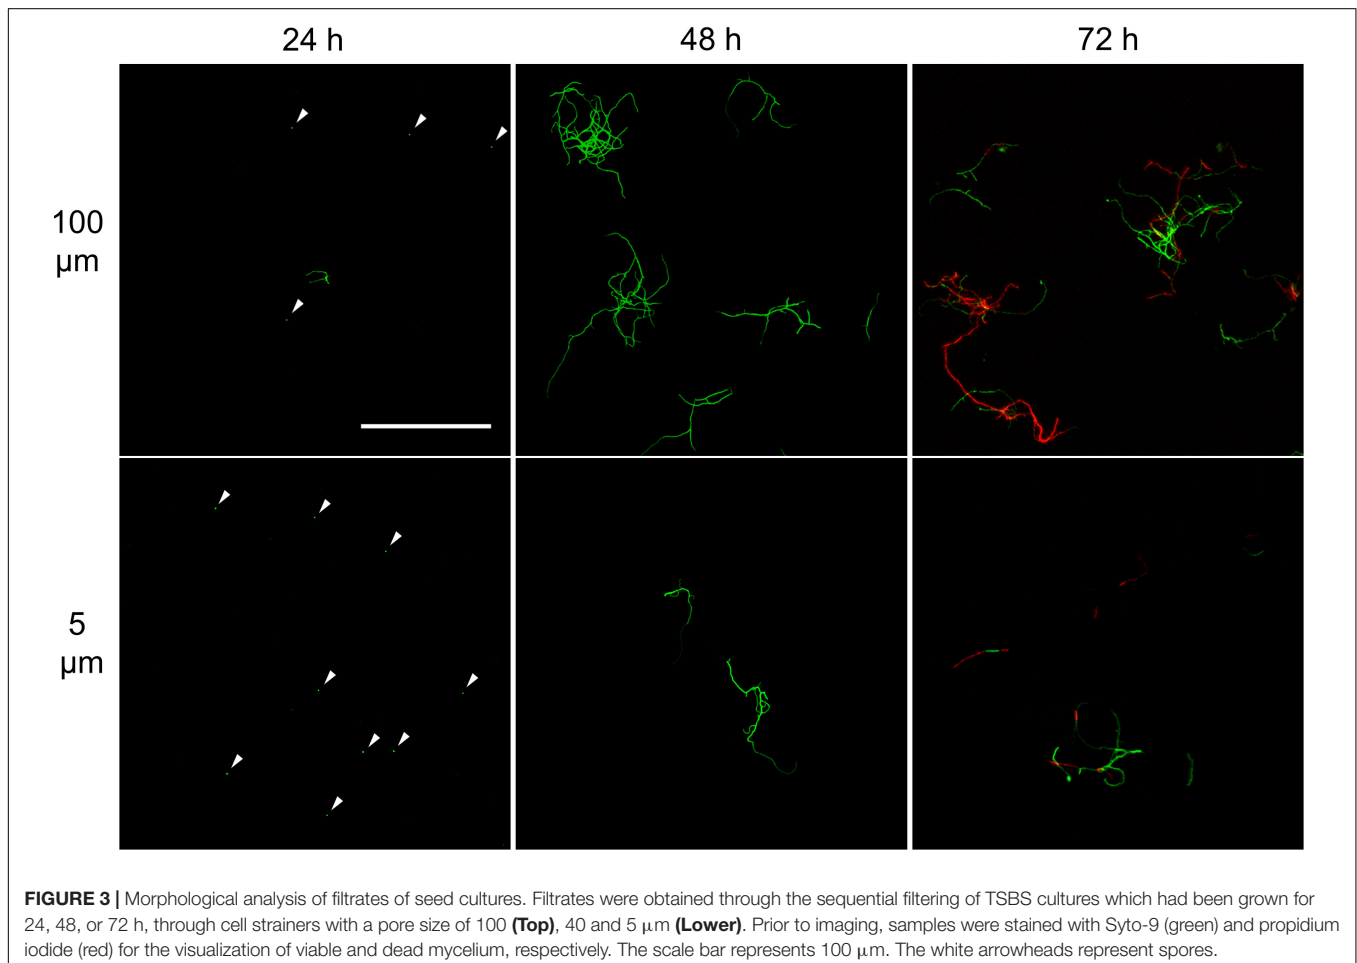 24 h 48 h 72 h
100
μm
5
μm
FIGURE 3 | Morphological analysis of filtrates of seed cultures. Filtrates were obtained through the sequential filtering of TSBS cultures which had been grown for
24, 48, or 72 h, through cell strainers with a pore size of 100 (Top), 40 and 5 μm (Lower). Prior to imaging, samples were stained with Syto-9 (green) and propidium
iodide (red) for the visualization of viable and dead mycelium, respectively. The scale bar represents 100 μm. The white arrowheads represent spores.